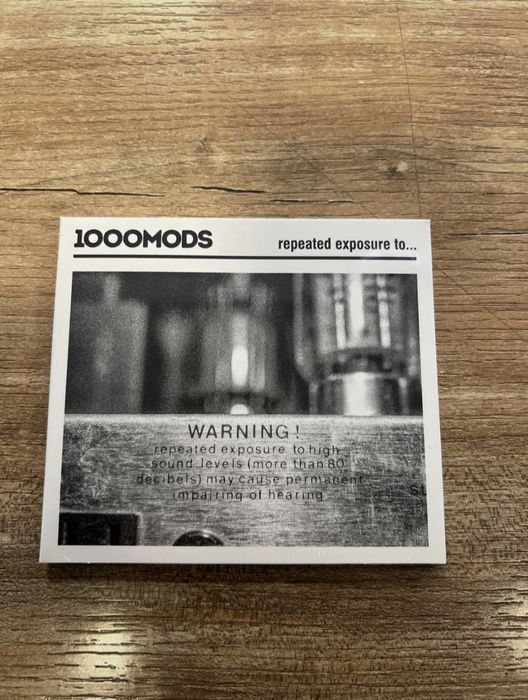 1000MODS
repeated exposure to...
WARNING!
repeated exposure to high
sound levels (more than 80
decibels) may cause permanent
impairing of hearing